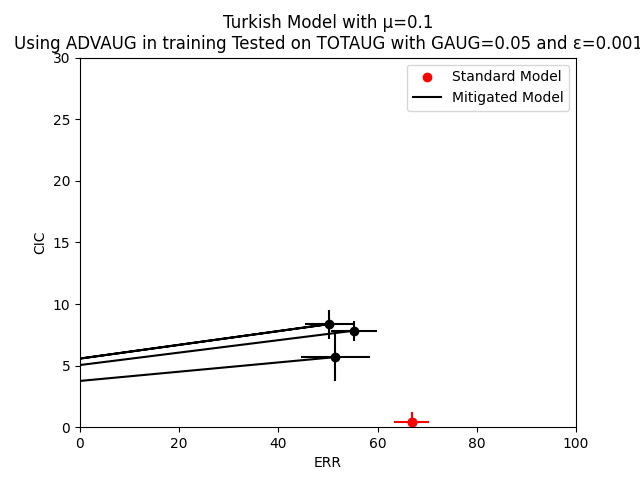 Turkish Model with μ=0.1
Using ADVAUG in training Tested on TOTAUG with GAUG=0.05 and ε=0.001
Standard Model
Mitigated Model
30
25
20
15
10
5
0
CIC
0 20 40 60 80 100
ERR